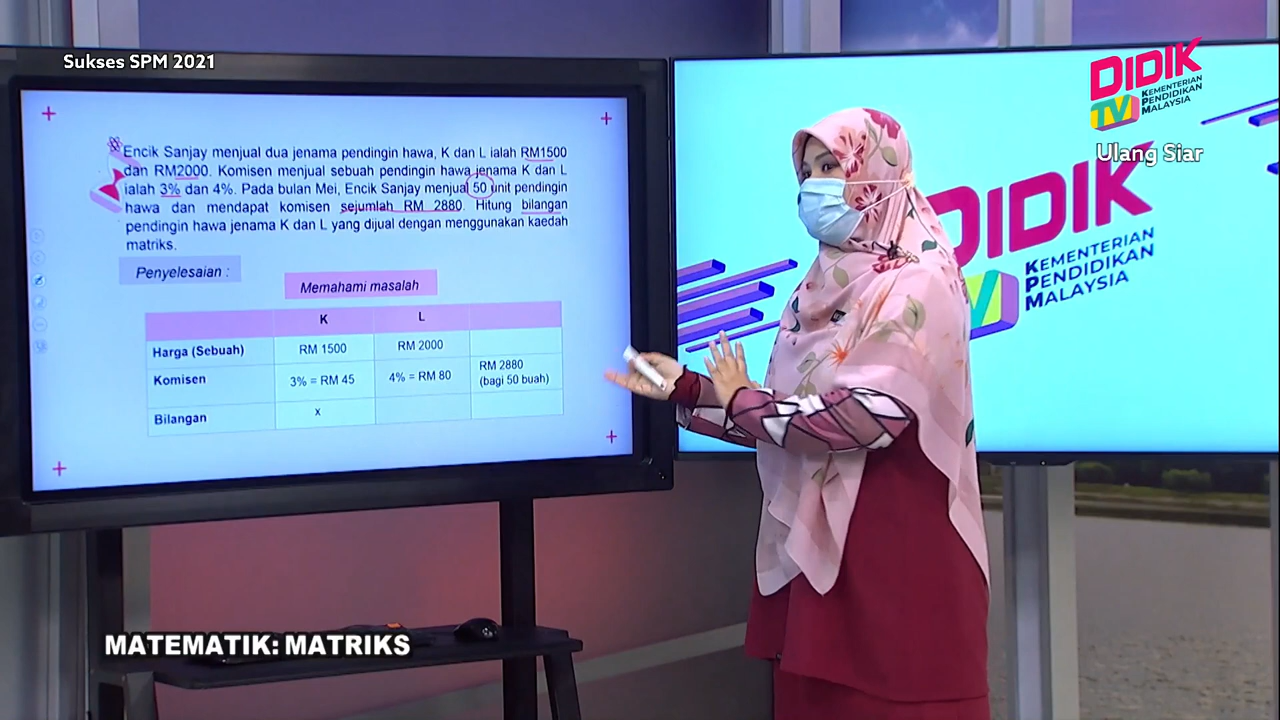 Sukses SPM 2021
DIDIK
TV
KEMENTERIAN
PENDIDIKAN
MALAYSIA
Ulang Siar
Encik Sanjay menjual dua jenama pendingin hawa, K dan L ialah RM1500
dan RM2000. Komisen menjual sebuah pendingin hawa jenama K dan L
ialah 3% dan 4%. Pada bulan Mei, Encik Sanjay menjual 50 unit pendingin
hawa dan mendapat komisen sejumlah RM 2880. Hitung bilangan
pendingin hawa jenama K dan L yang dijual dengan menggunakan kaedah
matriks.
Penyelesaian :
Memahami masalah
K L
Harga (Sebuah) RM 1500 RM 2000
Komisen 3% = RM 45 4% = RM 80 RM 2880
(bagi 50 buah)
Bilangan x
DIDIK
TV
KEMENTERIAN
PENDIDIKAN
MALAYSIA
MATEMATIK: MATRIKS